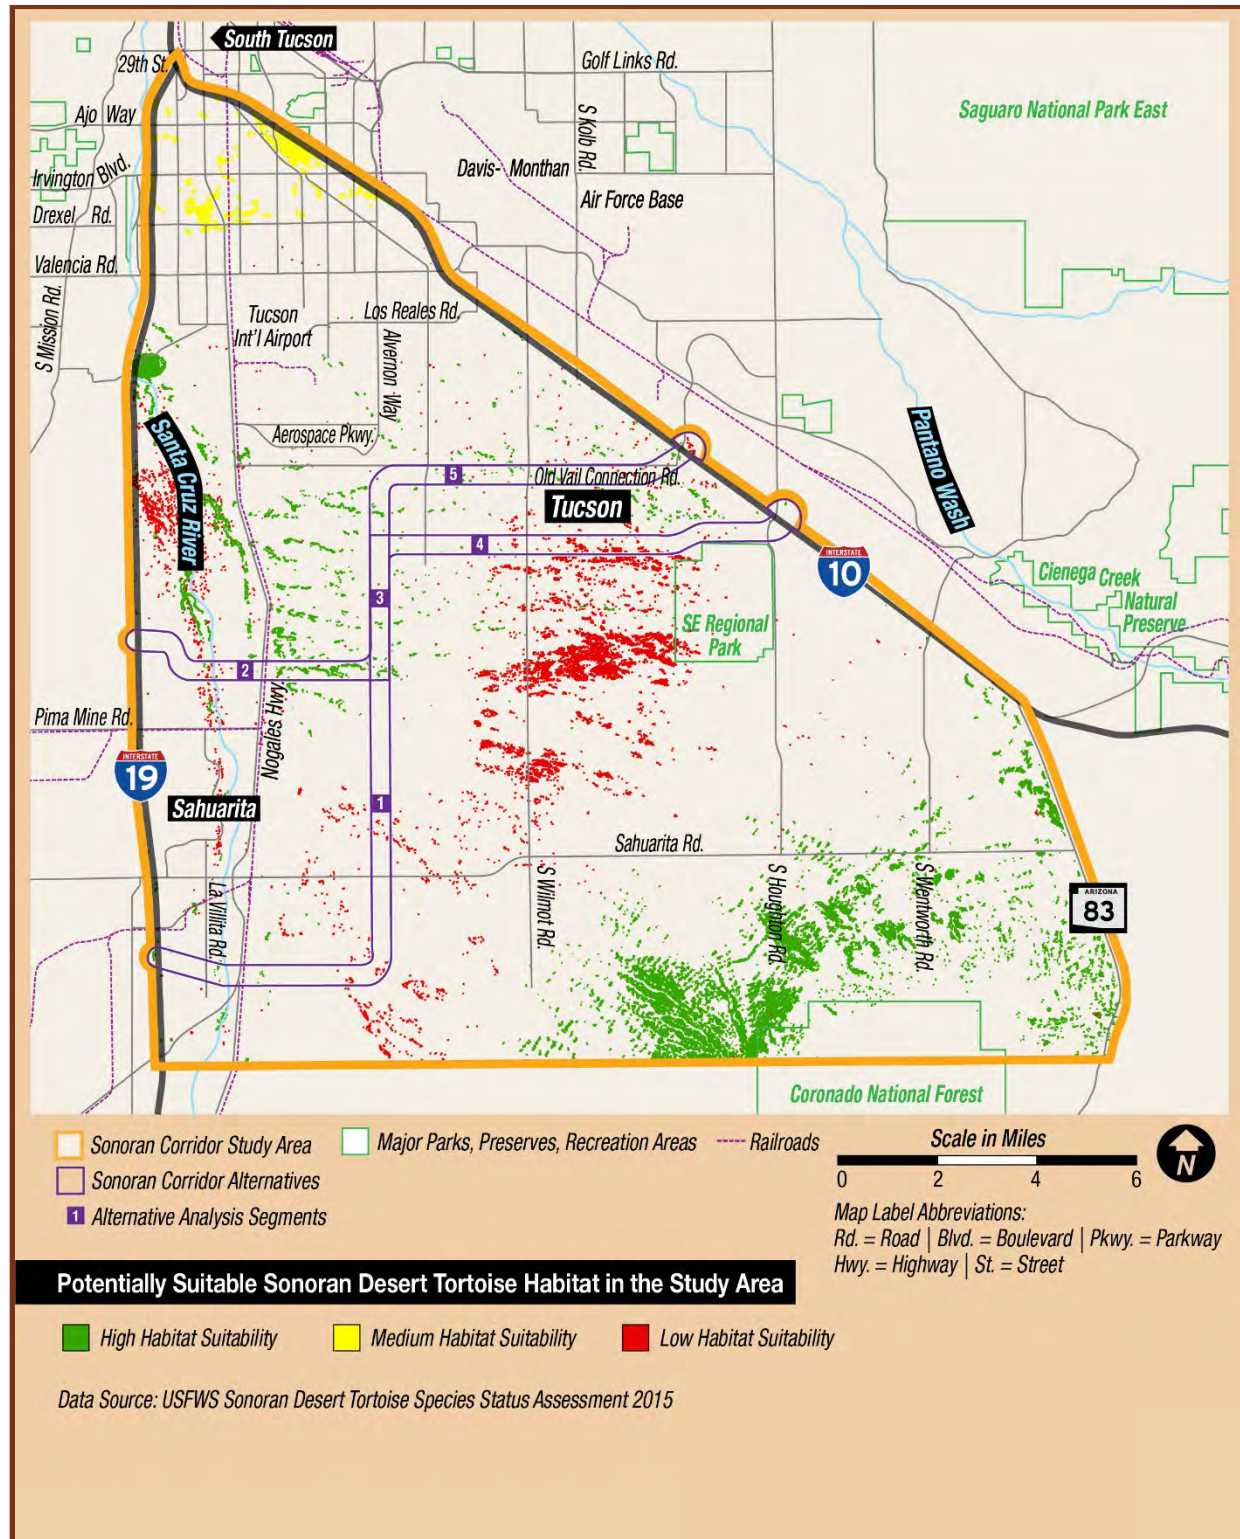 South Tucson
29th St.
Golf Links Rd.
Ajo Way
S Kolb Rd.
Saguaro National Park East
Irvington Blvd.
Davis- Monthan
Air Force Base
Drexel Rd.
Valencia Rd.
S Mission Rd.
Tucson
Int'l Airport
Los Reales Rd.
Alvernon Way
Aerospace Pkwy.
Santa Cruz River
Pantano Wash
5
Old Vail Connection Rd.
Tucson
4
INTERSTATE
10
Cienega Creek
Natural
Preserve
3
SE Regional
Park
2
Nogales Hwy.
Pima Mine Rd.
INTERSTATE
19
Sahuarita
1
Sahuarita Rd.
La Villita Rd.
S Wilmot Rd.
S Houghton Rd.
S Wentworth Rd.
ARIZONA
83
Coronado National Forest
Sonoran Corridor Study Area
Major Parks, Preserves, Recreation Areas
Railroads
Sonoran Corridor Alternatives
1 Alternative Analysis Segments
Scale in Miles
0 2 4 6
N
Map Label Abbreviations:
Rd. = Road | Blvd. = Boulevard | Pkwy. = Parkway
Hwy. = Highway | St. = Street
Potentially Suitable Sonoran Desert Tortoise Habitat in the Study Area
High Habitat Suitability
Medium Habitat Suitability
Low Habitat Suitability
Data Source: USFWS Sonoran Desert Tortoise Species Status Assessment 2015